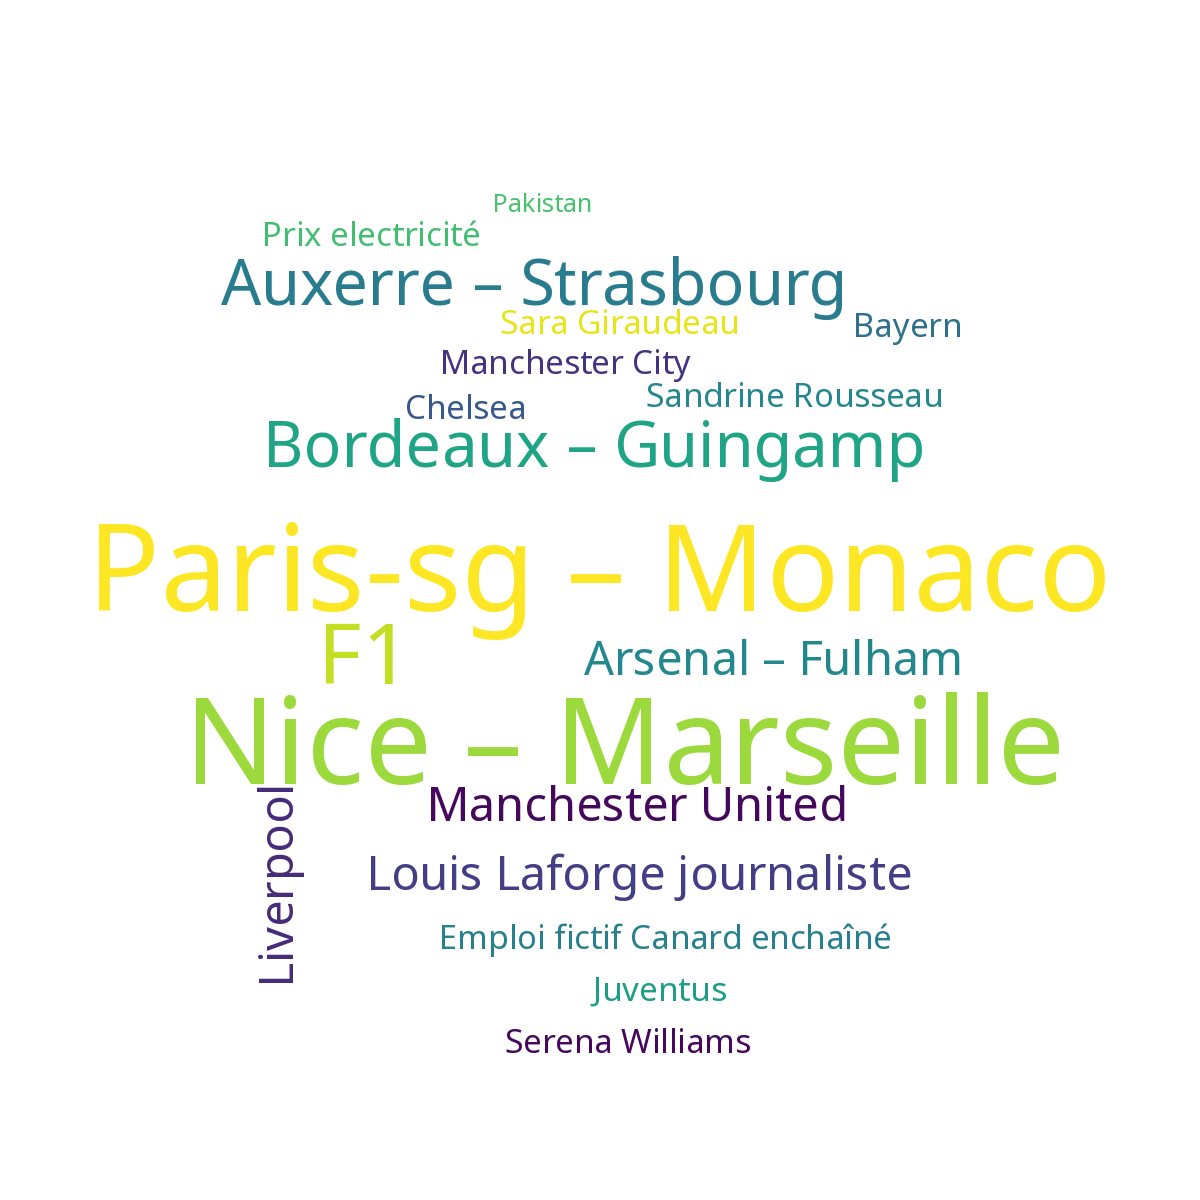 Pakistan
Prix electricité
Auxerre – Strasbourg
Sara Giraudeau
Bayern
Manchester City
Sandrine Rousseau
Chelsea
Bordeaux – Guingamp
Paris-sg – Monaco
F1
Arsenal – Fulham
Nice – Marseille
Manchester United
Liverpool
Louis Laforge journaliste
Emploi fictif Canard enchaîné
Juventus
Serena Williams